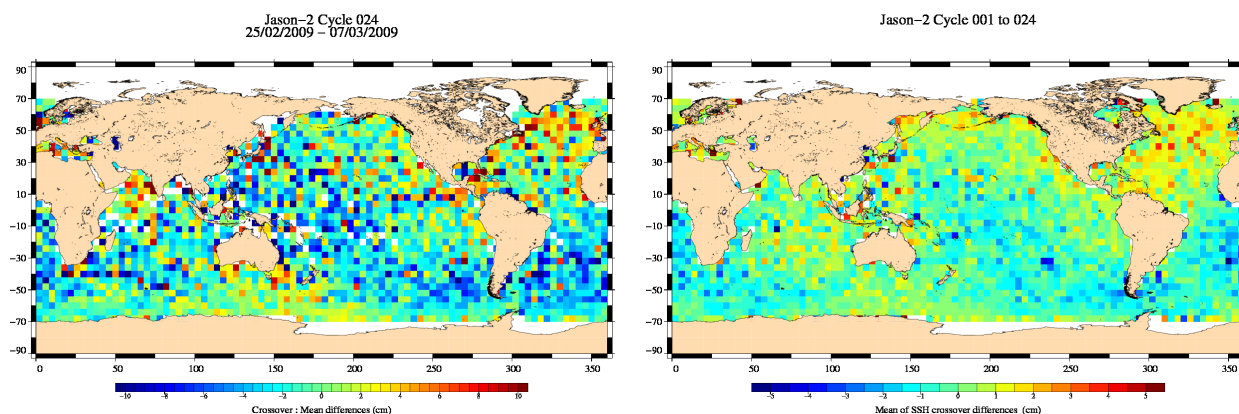 Jason-2 Cycle 024
25/02/2009 - 07/03/2009
90
70
50
30
10
-10
-30
-50
-70
-90
0 50 100 150 200 250 300 350
-10 -8 -6 -4 -2 0 2 4 6 8 10
Crossover : Mean differences (cm)
Jason-2 Cycle 001 to 024
90
70
50
30
10
-10
-30
-50
-70
-90
0 50 100 150 200 250 300 350
-5 -4 -3 -2 -1 0 1 2 3 4 5
Mean of SSH crossover differences (cm)